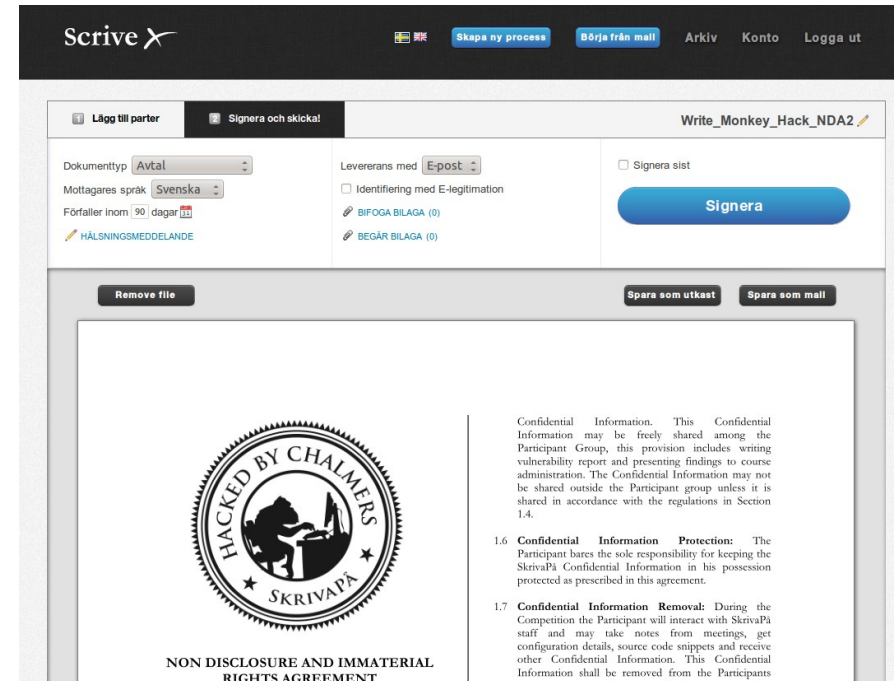 Scrive
Skapa ny process
Börja från mall
Arkiv
Konto
Logga ut
1 Lägg till parter
2 Signera och skicka!
Write_Monkey_Hack_NDA2
Dokumenttyp Avtal
Mottagares språk Svenska
Förfaller inom 90 dagar 31
HÄLSNINGSMEDDELANDE
Levererans med E-post
Identifiering med E-legitimation
BIFOGA BILAGA (0)
BEGÄR BILAGA (0)
Signera sist
Signera
Remove file
Spara som utkast
Spara som mall
HACKED BY CHALMERS
SKRIVAPÅ
NON DISCLOSURE AND IMMATERIAL
RIGHTS AGREEMENT
Confidential Information. This Confidential
Information may be freely shared among the
Participant Group, this provision includes writing
vulnerability report and presenting findings to course
administration. The Confidential Information may not
be shared outside the Participant group unless it is
shared in accordance with the regulations in Section
1.4.
1.6 Confidential Information Protection: The
Participant bares the sole responsibility for keeping the
SkrivaPå Confidential Information in his possession
protected as prescribed in this agreement.
1.7 Confidential Information Removal: During the
Competition the Participant will interact with SkrivaPå
staff and may take notes from meetings, get
configuration details, source code snippets and receive
other Confidential Information. This Confidential
Information shall be removed from the Participants